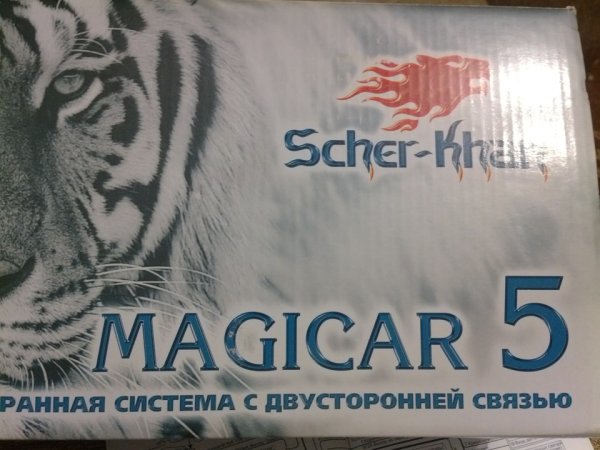 Scher-Khan
MAGICAR 5
РАННАЯ СИСТЕМА С ДВУСТОРОННЕЙ СВЯЗЬЮ